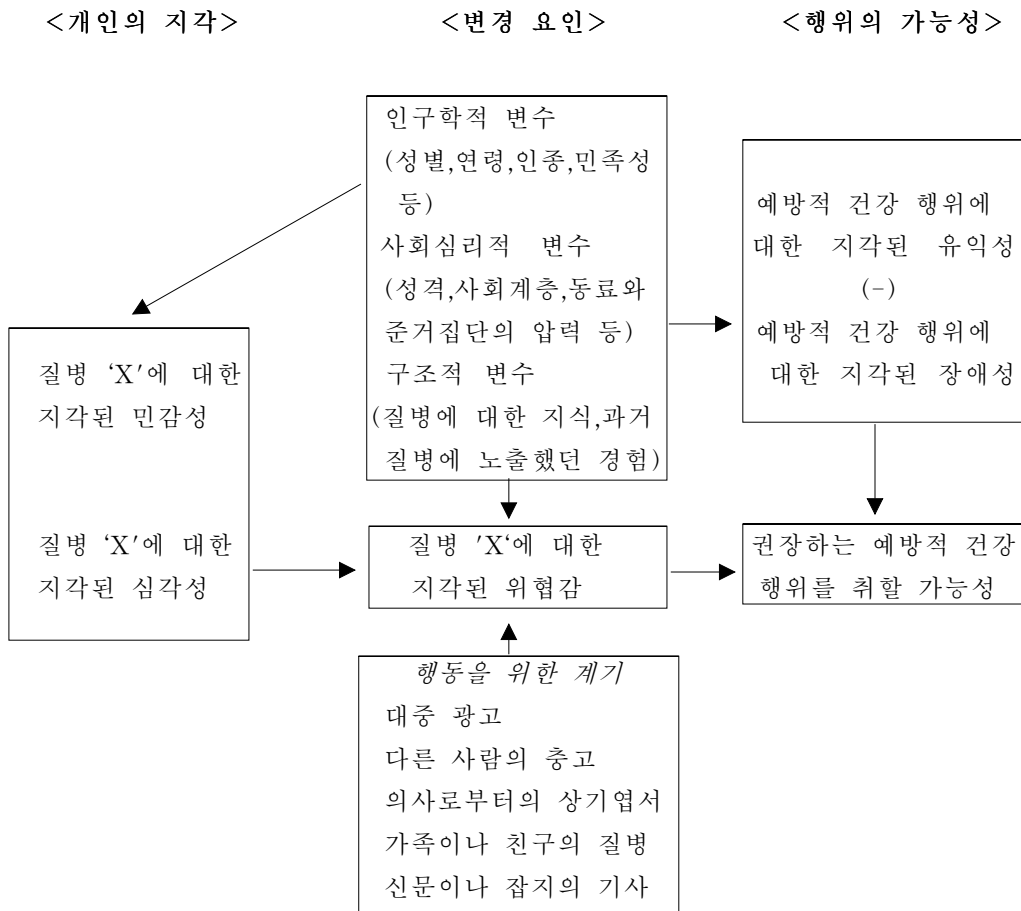 <개인의 지각>
<변경 요인>
<행위의 가능성>
인구학적 변수
(성별,연령,인종,민족성
등)
사회심리적 변수
(성격,사회계층,동료와
준거집단의 압력 등)
구조적 변수
(질병에 대한 지식,과거
질병에 노출했던 경험)
예방적 건강 행위에
대한 지각된 유익성
(-)
예방적 건강 행위에
대한 지각된 장애성
질병 ‘X′에 대한
지각된 민감성
질병 ‘X′에 대한
지각된 심각성
질병 ′X‘에 대한
지각된 위협감
권장하는 예방적 건강
행위를 취할 가능성
행동을 위한 계기
대중 광고
다른 사람의 충고
의사로부터의 상기엽서
가족이나 친구의 질병
신문이나 잡지의 기사